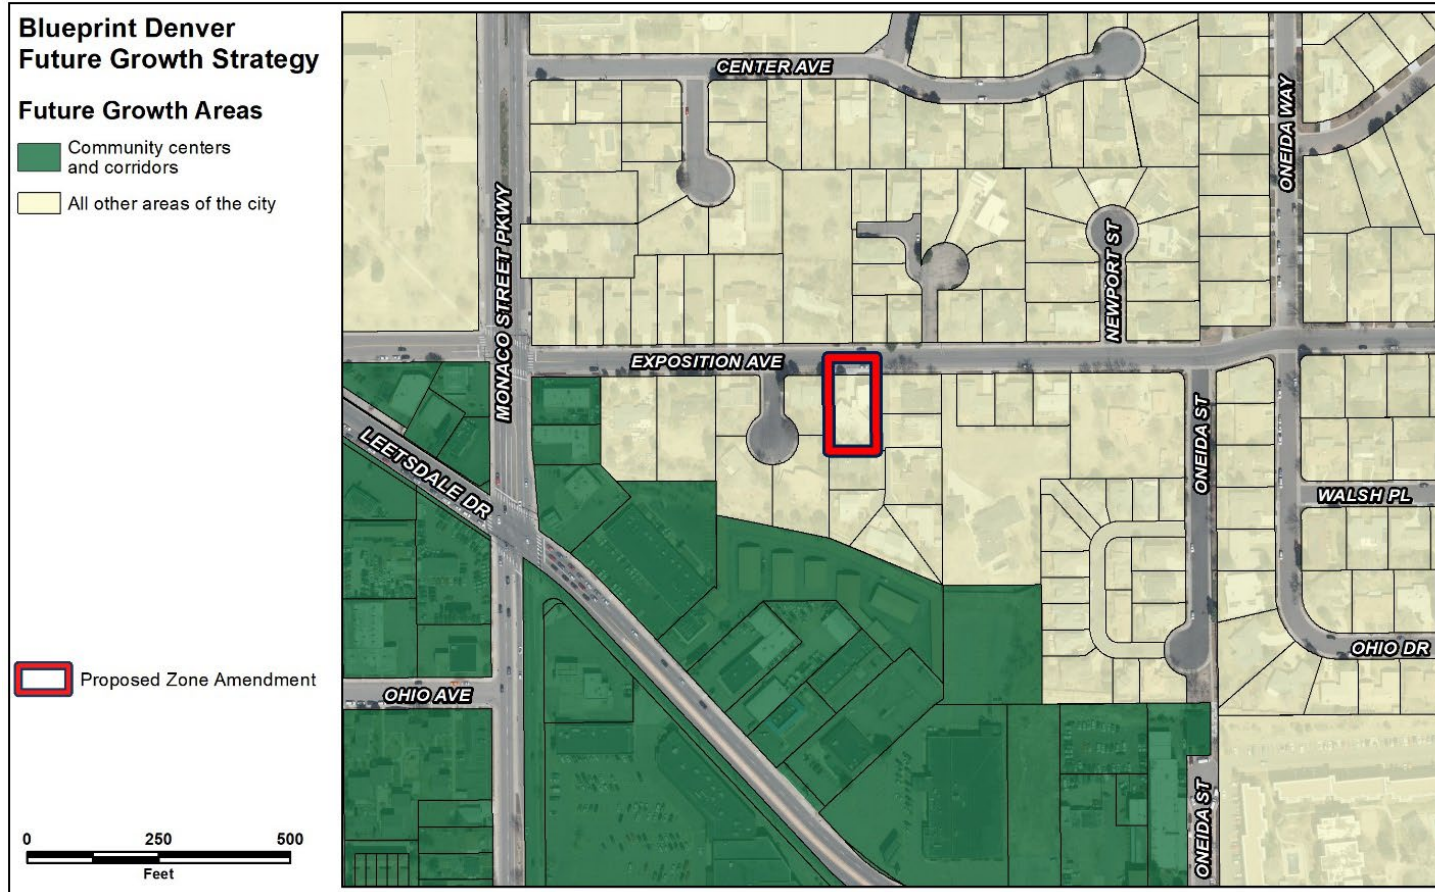 Blueprint Denver
Future Growth Strategy
Future Growth Areas
Community centers
and corridors
All other areas of the city
Proposed Zone Amendment
0 250 500
Feet
CENTER AVE
ONEIDA WAY
MONACO STREET PKWY
NEWPORT ST
EXPOSITION AVE
LEETSDALE DR
ONEIDA ST
WALSH PL
OHIO DR
OHIO AVE
ONEIDA ST